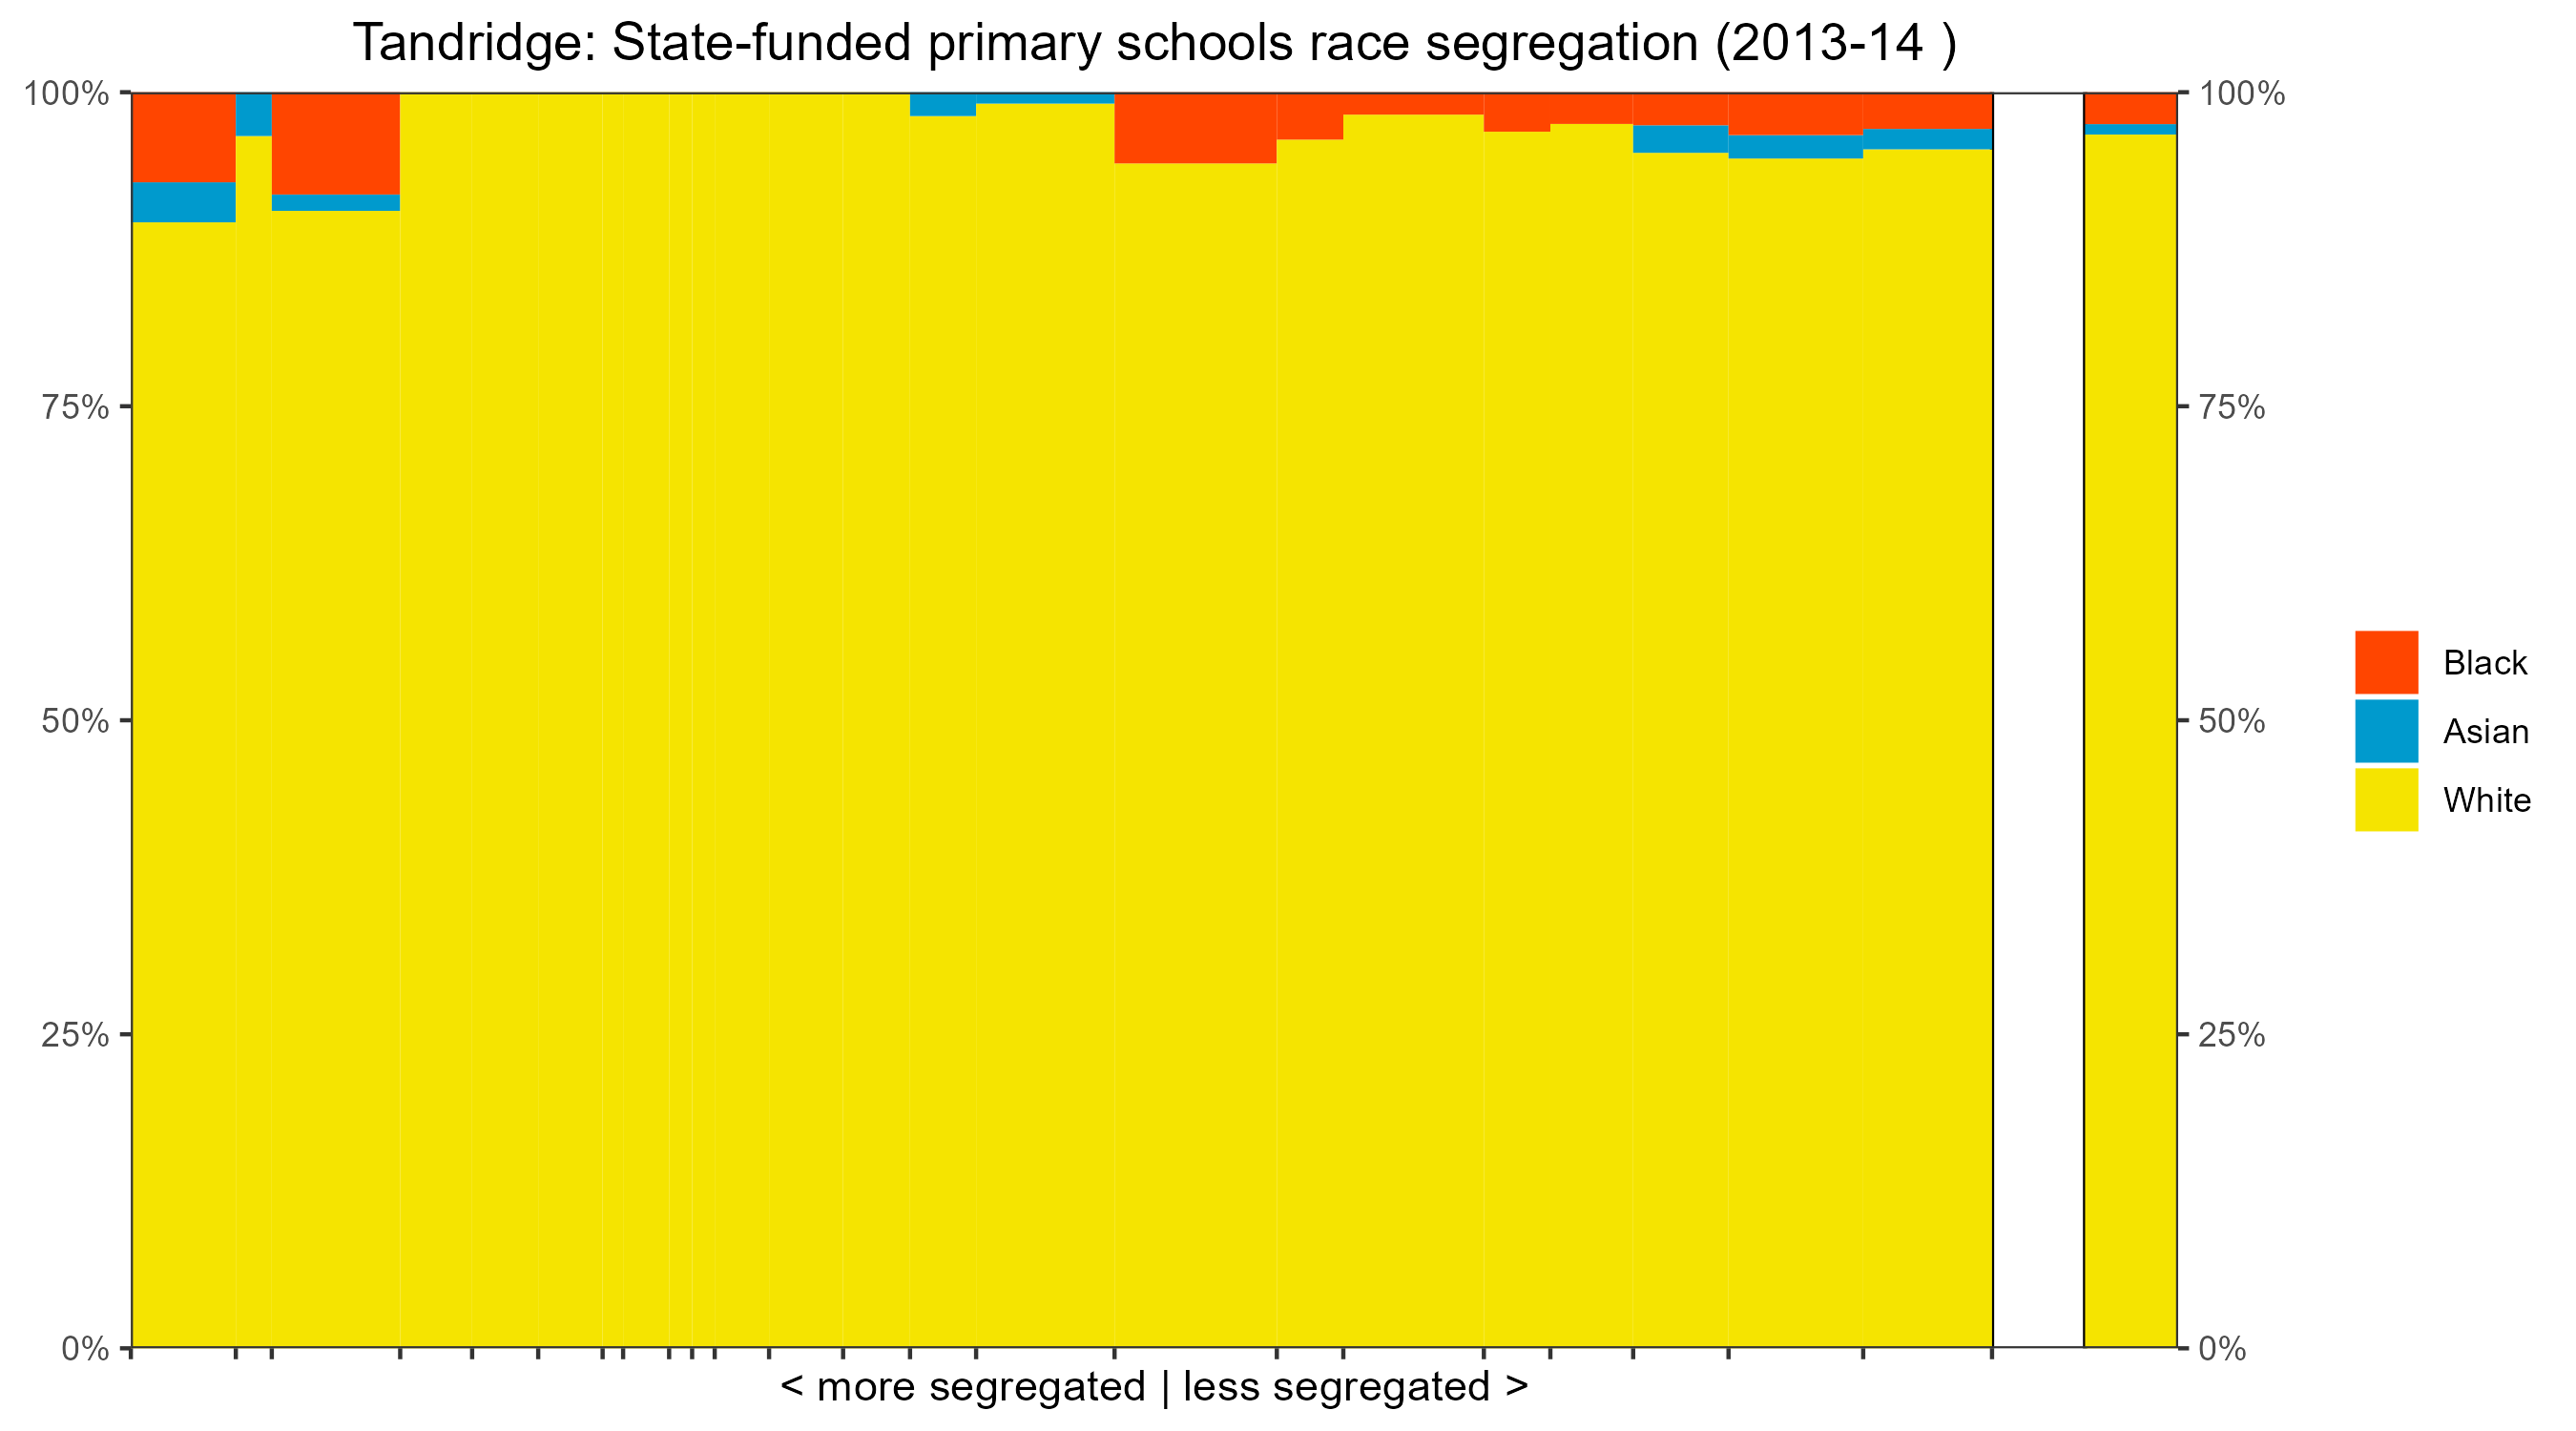 Tandridge: State-funded primary schools race segregation (2013-14 )
100%
75%
50%
25%
0%
100%
75%
50%
25%
0%
< more segregated | less segregated >
Black
Asian
White